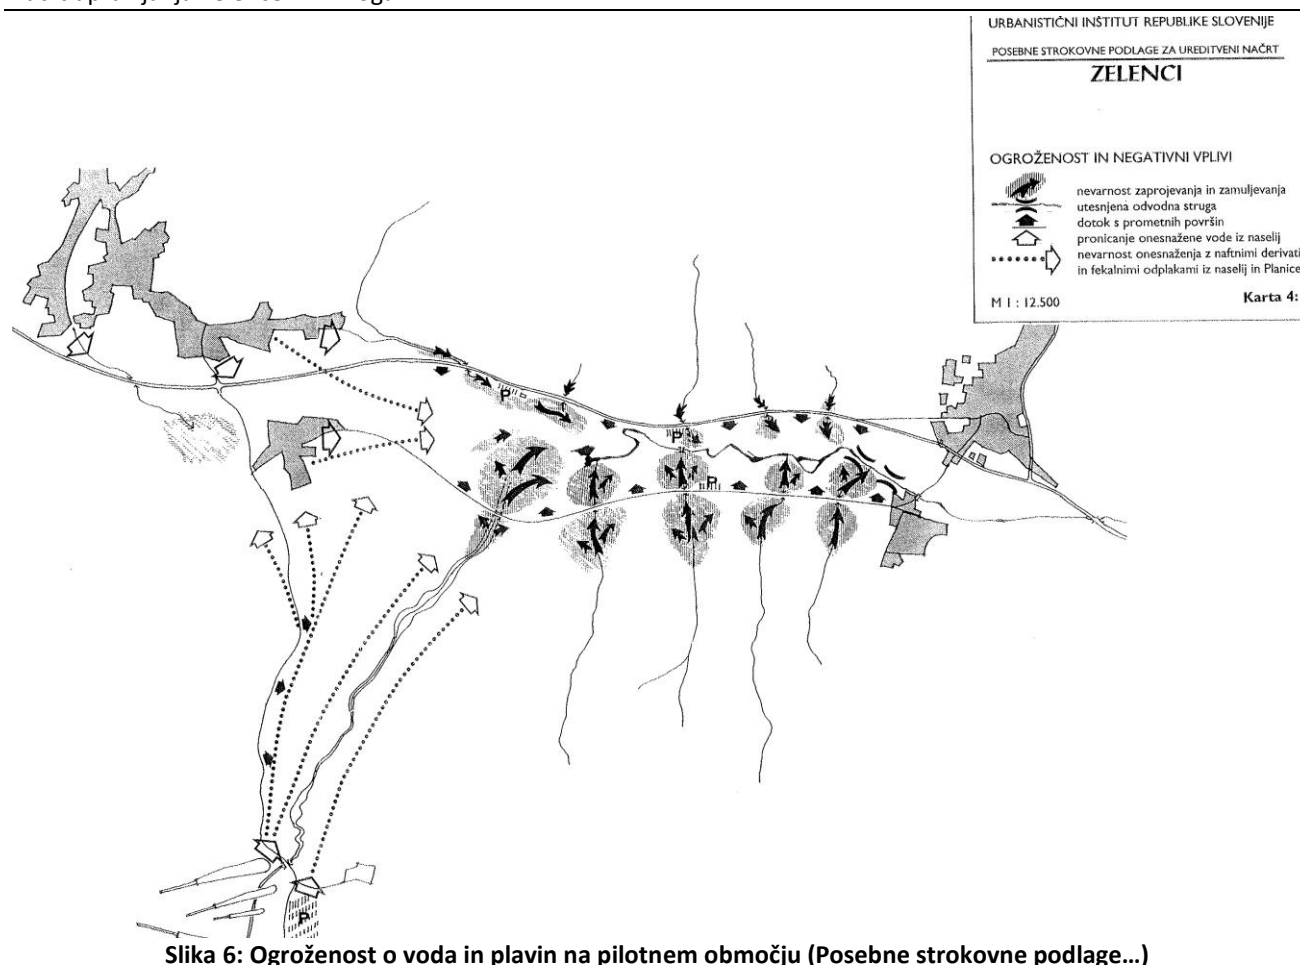 URBANISTIČNI INŠTITUT REPUBLIKE SLOVENIJE
POSEBNE STROKOVNE PODLAGE ZA UREDITVENI NAČRT
ZELENCI
OGROŽENOST IN NEGATIVNI VPLIVI
nevarnost zaprojevanja in zamuljevanja
utesnjena odvodna struga
dotok s prometnih površin
pronicanje onesnažene vode iz naselij
nevarnost onesnaženja z naftnimi derivati
in fekalnimi odplakami iz naselij in Planice
M 1 : 12.500
Karta 4:
P
P
P
P
Slika 6: Ogroženost o voda in plavin na pilotnem območju (Posebne strokovne podlage...)